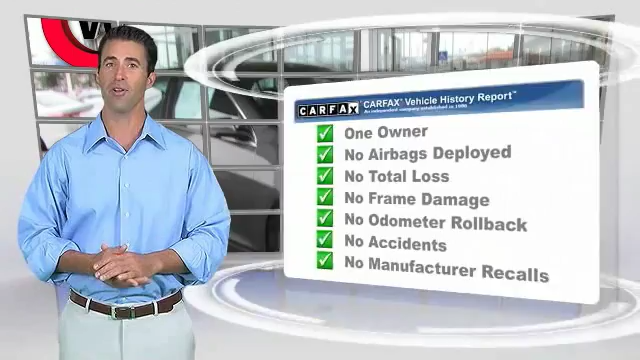 CARFAX CARFAX® Vehicle History Report™
An independent company established in 1986
One Owner
No Airbags Deployed
No Total Loss
No Frame Damage
No Odometer Rollback
No Accidents
No Manufacturer Recalls